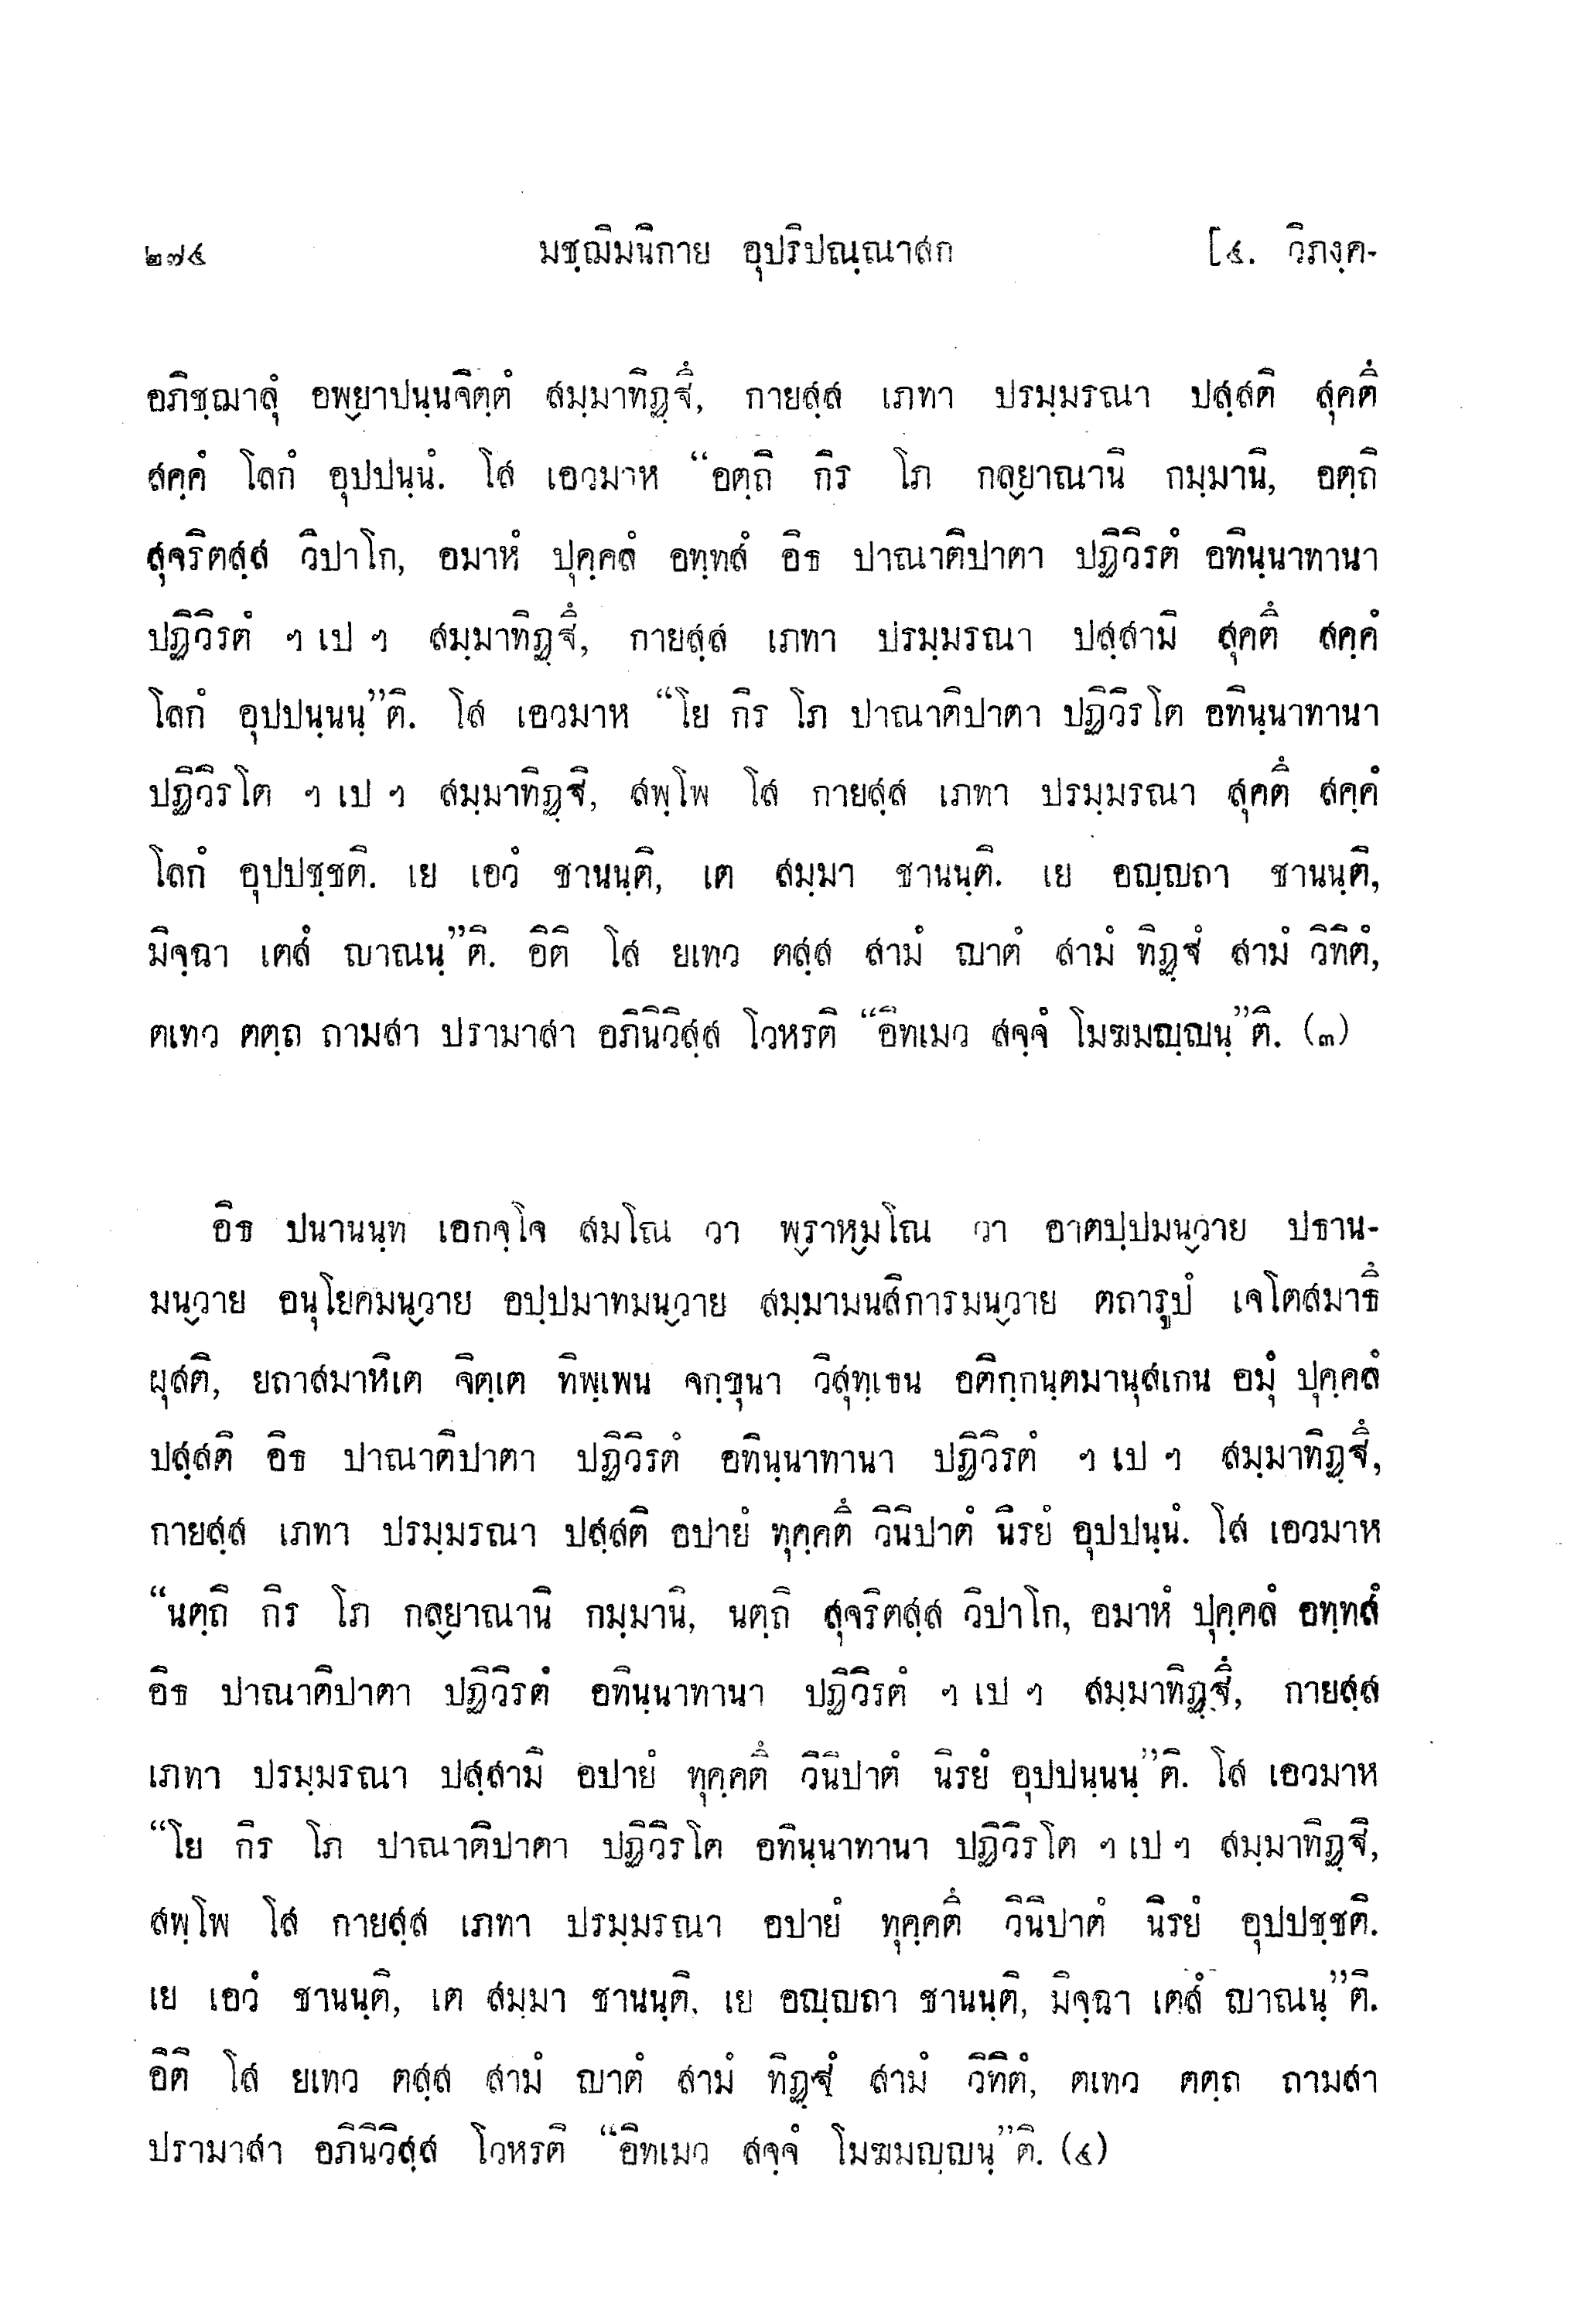 ๒๗๔ มชฺฌิมนิกาย อุปริปณฺณาสก [๔. วิภงฺค-
อภิชฺฌาลุํ อพฺยาปนฺนจิตฺตํ สมฺมาทิฏฺฐึ, กายสฺส เภทา ปรมฺมรณา ปสฺสติ สุคตึ
สคฺคํ โลกํ อุปปนฺนํ. โส เอวมาห “อตฺถิ กิร โภ กลฺยาณานิ กมฺมานิ, อตฺถิ
สุจริตสฺส วิปาโก, อมาหํ ปุคฺคลํ อทฺทสํ อิธ ปาณาติปาตา ปฏิวิรตํ อทินฺนาทานา
ปฏิวิรตํ ฯ เป ฯ สมฺมาทิฏฺฐึ, กายสฺส เภทา ปรมฺมรณา ปสฺสามิ สุคตึ สคฺคํ
โลกํ อุปปนฺนนฺ”ติ. โส เอวมาห “โย กิร โภ ปาณาติปาตา ปฏิวิรโต อทินฺนาทานา
ปฏิวิรโต ฯ เป ฯ สมฺมาทิฏฺฐิ, สพฺโพ โส กายสฺส เภทา ปรมฺมรณา สุคตึ สคฺคํ
โลกํ อุปปชฺชติ. เย เอวํ ชานนฺติ, เต สมฺมา ชานนฺติ. เย อญฺญถา ชานนฺติ,
มิจฺฉา เตสํ ญาณนฺ”ติ. อิติ โส ยเทว ตสฺส สามํ ญาตํ สามํ ทิฏฺฐํ สามํ วิทิตํ,
ตเทว ตตฺถ ถามสา ปรามาสา อภินิวิสฺส โวหรติ “อิทเมว สจฺจํ โมฆมญฺญนฺ”ติ. (๓)
อิธ ปนานนฺท เอกจฺโจ สมโณ วา พฺราหฺมโณ วา อาตปฺปมนฺวาย ปธาน-
มนฺวาย อนุโยคมนฺวาย อปฺปมาทมนฺวาย สมฺมามนสิการมนฺวาย ตถารูปํ เจโตสมาธึ
ผุสติ, ยถาสมาหิเต จิตฺเต ทิพฺเพน จกฺขุนา วิสุทฺเธน อติกฺกนฺตมานุสเกน อมุํ ปุคฺคลํ
ปสฺสติ อิธ ปาณาติปาตา ปฏิวิรตํ อทินฺนาทานา ปฏิวิรตํ ฯ เป ฯ สมฺมาทิฏฺฐึ,
กายสฺส เภทา ปรมฺมรณา ปสฺสติ อปายํ ทุคฺคตึ วินิปาตํ นิรยํ อุปปนฺนํ. โส เอวมาห
“นตฺถิ กิร โภ กลฺยาณานิ กมฺมานิ, นตฺถิ สุจริตสฺส วิปาโก, อมาหํ ปุคฺคลํ อทฺทสํ
อิธ ปาณาติปาตา ปฏิวิรตํ อทินฺนาทานา ปฏิวิรตํ ฯ เป ฯ สมฺมาทิฏฺฐึ, กายสฺส
เภทา ปรมฺมรณา ปสฺสามิ อปายํ ทุคฺคตึ วินิปาตํ นิรยํ อุปปนฺนนฺ”ติ. โส เอวมาห
“โย กิร โภ ปาณาติปาตา ปฏิวิรโต อทินฺนาทานา ปฏิวิรโต ฯ เป ฯ สมฺมาทิฏฺฐิ,
สพฺโพ โส กายสฺส เภทา ปรมฺมรณา อปายํ ทุคฺคตึ วินิปาตํ นิรยํ อุปปชฺชติ.
เย เอวํ ชานนฺติ, เต สมฺมา ชานนฺติ. เย อญฺญถา ชานนฺติ, มิจฺฉา เตสํ ญาณนฺ”ติ.
อิติ โส ยเทว ตสฺส สามํ ญาตํ สามํ ทิฏฺฐํ สามํ วิทิตํ, ตเทว ตตฺถ ถามสา
ปรามาสา อภินิวิสฺส โวหรติ “อิทเมว สจฺจํ โมฆมญฺญนฺ”ติ. (๔)